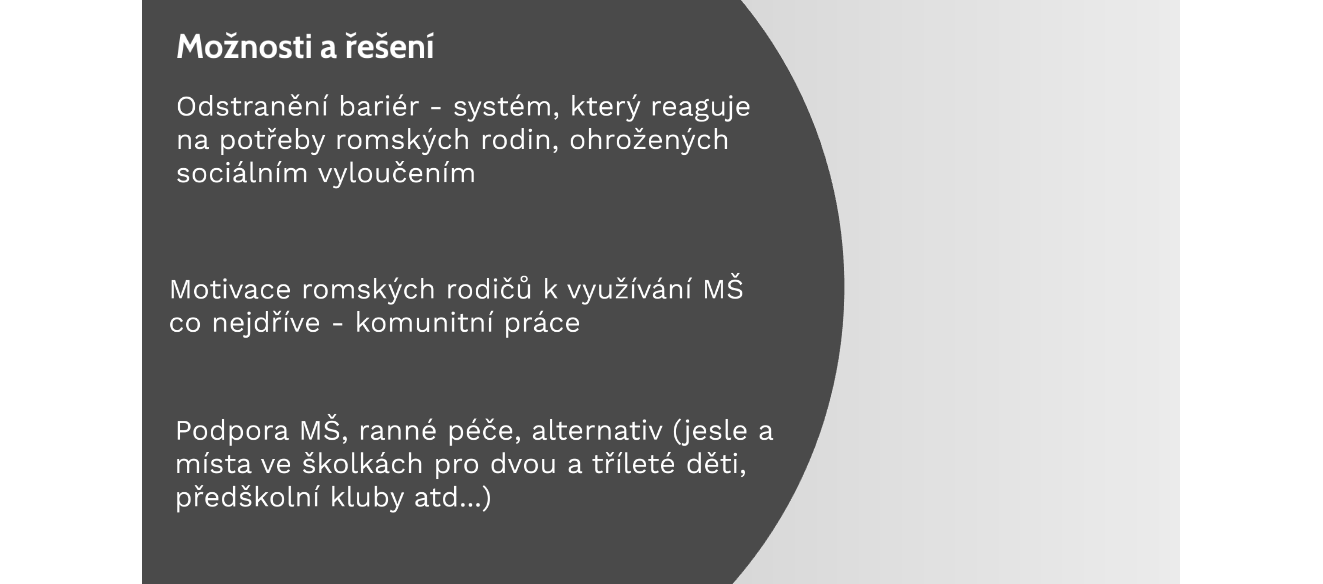 Možnosti a řešení
Odstranění bariér - systém, který reaguje
na potřeby romských rodin, ohrožených
sociálním vyloučením
Motivace romských rodičů k využívání MŠ
co nejdříve - komunitní práce
Podpora MŠ, ranné péče, alternativ (jesle a
místa ve školkách pro dvou a tříleté děti,
předškolní kluby atd...)